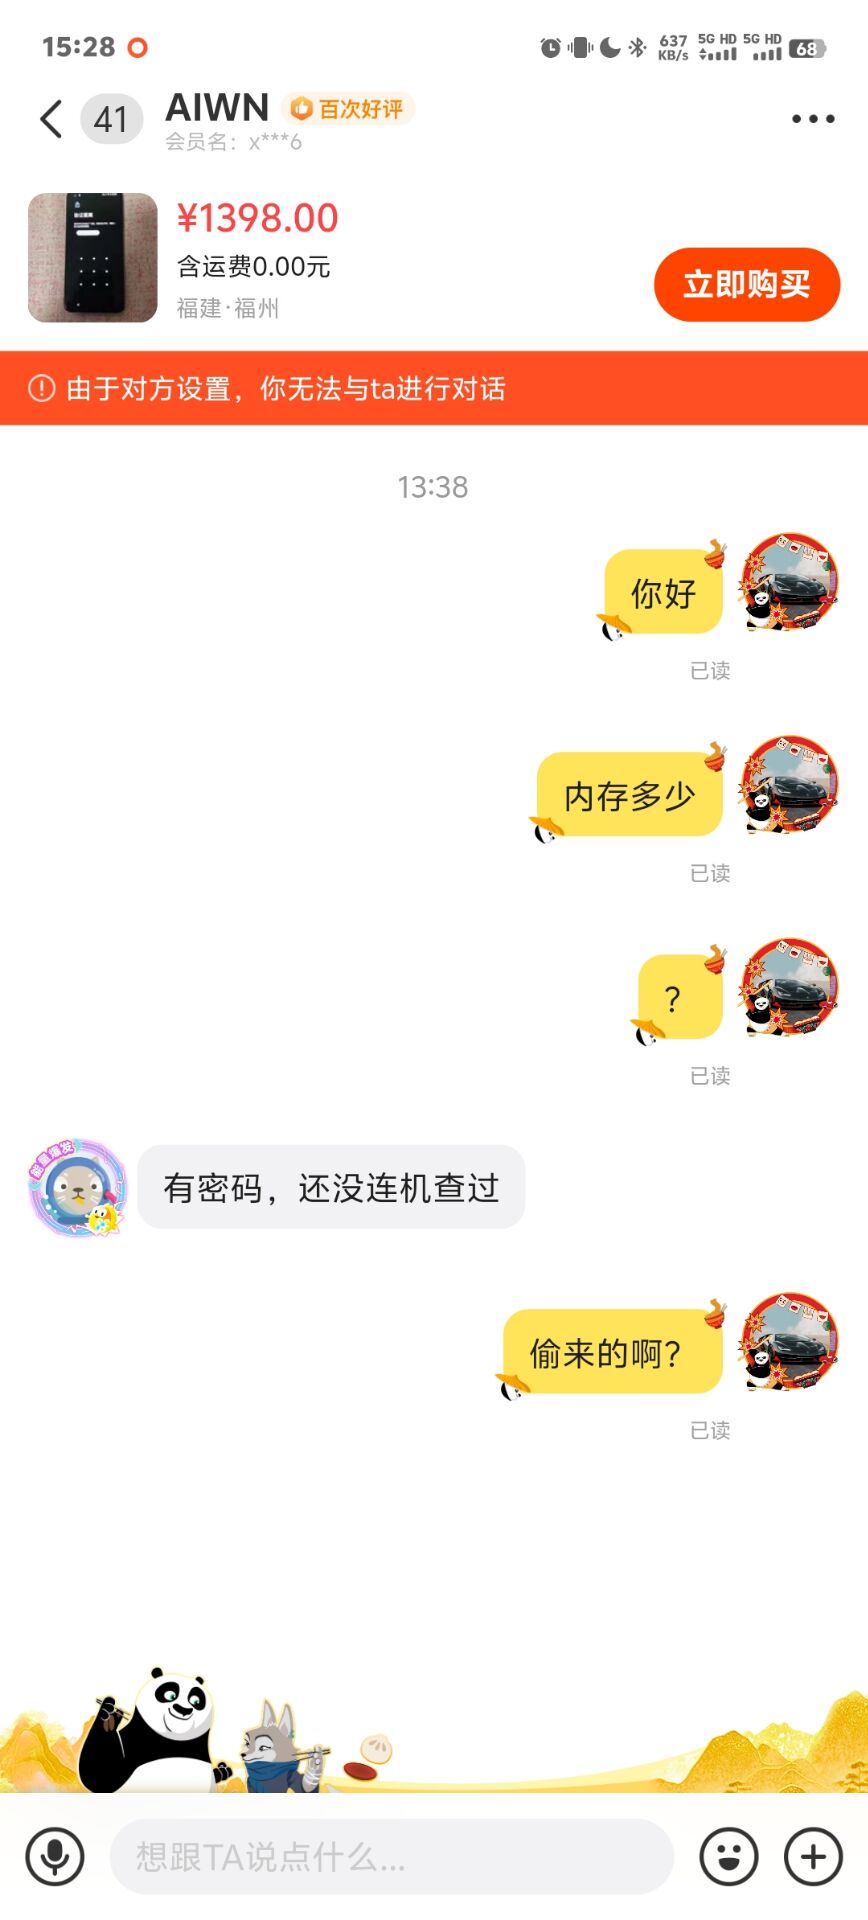 15:28
637 KB/s 5G HD 5G HD 68
41
AIWN 百次好评
会员名：x***6
¥1398.00
含运费0.00元
福建·福州
立即购买
由于对方设置，你无法与ta进行对话
13:38
你好
已读
内存多少
已读
？
已读
能量爆发
有密码，还没连机查过
偷来的啊？
已读
想跟TA说点什么...